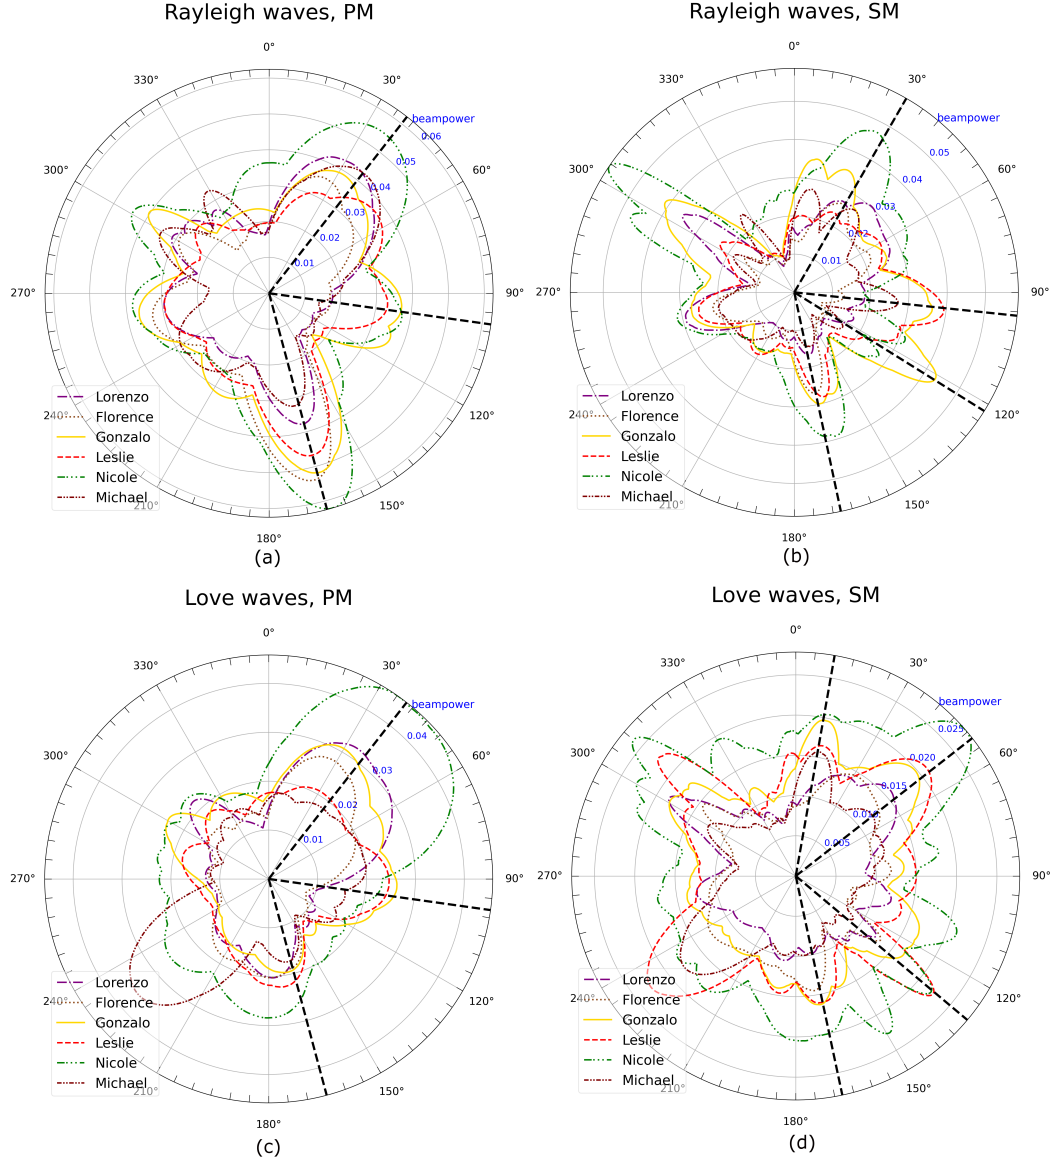 Rayleigh waves, PM
0°
330°
beampower
0.06
0.05
300°
60°
0.04
0.03
0.02
0.01
270°
90°
240°
120°
Lorenzo
Florence
Gonzalo
Leslie
Nicole
Michael
210°
150°
180°
(a)
Rayleigh waves, SM
0°
30°
beampower
0.05
300°
60°
0.04
0.03
0.02
0.01
270°
90°
240°
120°
Lorenzo
Florence
Gonzalo
Leslie
Nicole
Michael
210°
150°
180°
(b)
Love waves, PM
0°
330°
30°
beampower
0.04
300°
60°
0.03
0.02
0.01
270°
90°
240°
120°
Lorenzo
Florence
Gonzalo
Leslie
Nicole
Michael
210°
150°
180°
(c)
Love waves, SM
0°
330°
30°
beampower
0.025
300°
60°
0.020
0.015
0.010
0.005
270°
90°
240°
120°
Lorenzo
Florence
Gonzalo
Leslie
Nicole
Michael
210°
150°
180°
(d)